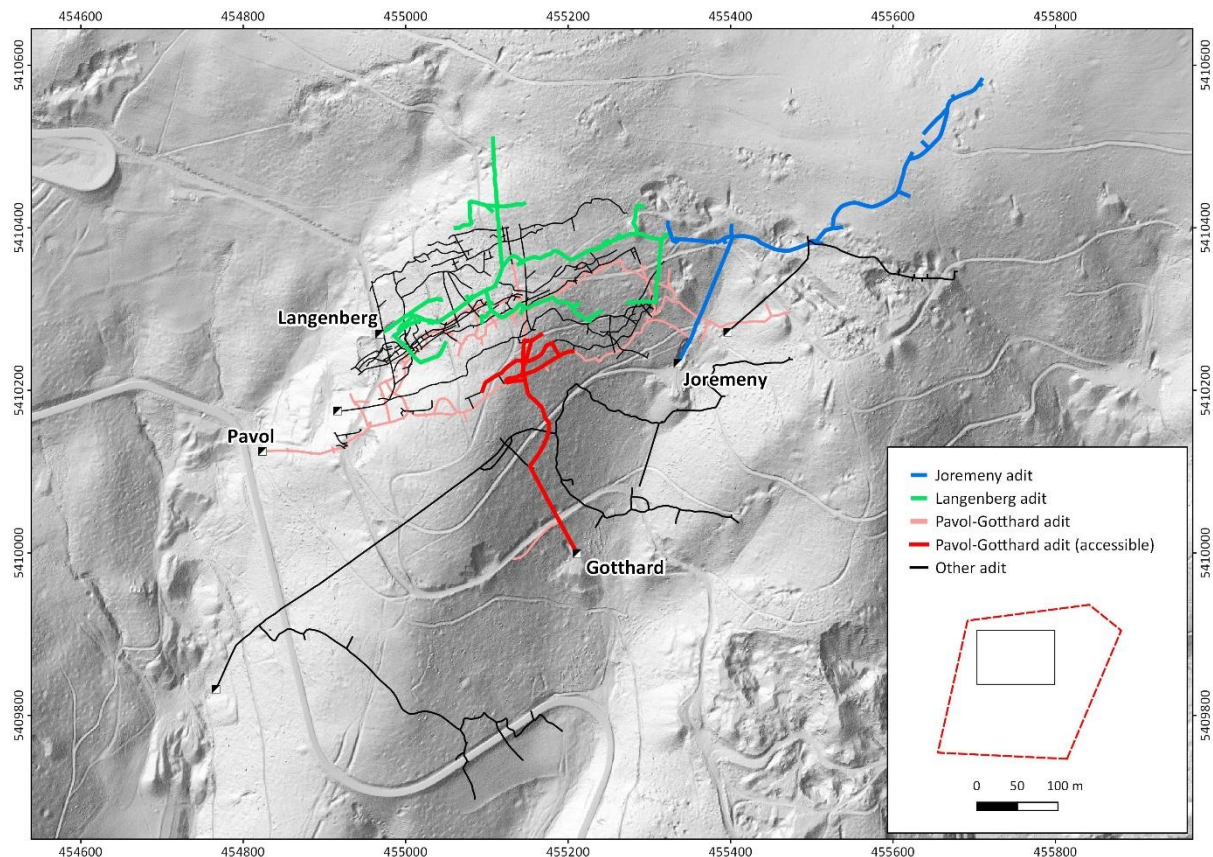 454600 454800 455000 455200 455400 455600 455800
5410600 5410600
5410400 5410400
Langenberg
Joremeny
5410200 5410200
Pavol
Joremeny adit
Langenberg adit
Pavol-Gotthard adit
Pavol-Gotthard adit (accessible)
Other adit
5410000 5410000
Gotthard
5409800 5409800
0 50 100 m
454600 454800 455000 455200 455400 455600 455800